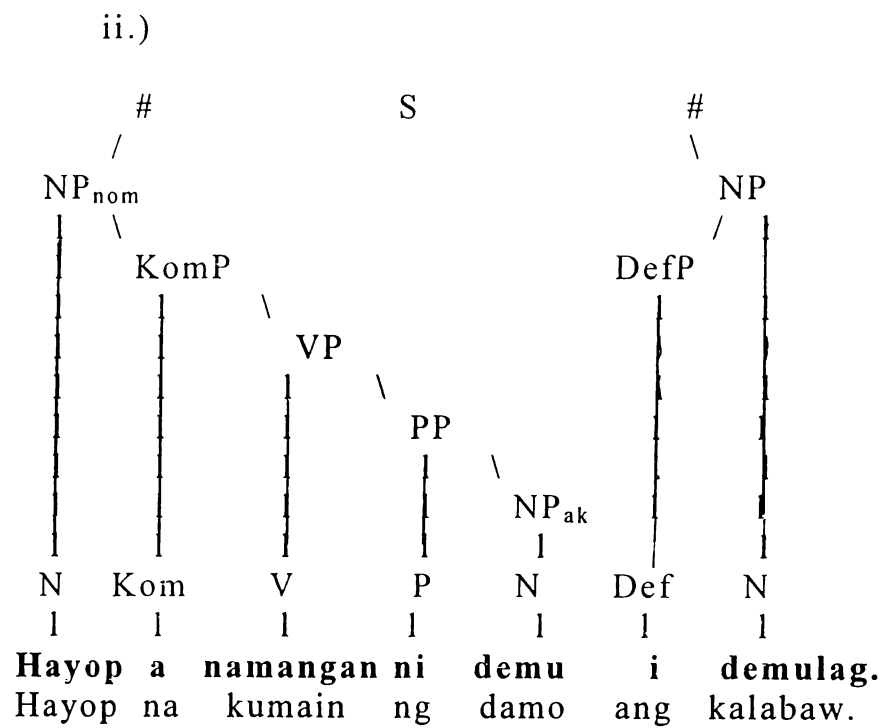 ii.)
# S #
NPnom NP
KomP DefP
VP
PP
NPak
N Kom V P N Def N
Hayop a namangan ni demu i demulag.
Hayop na kumain ng damo ang kalabaw.